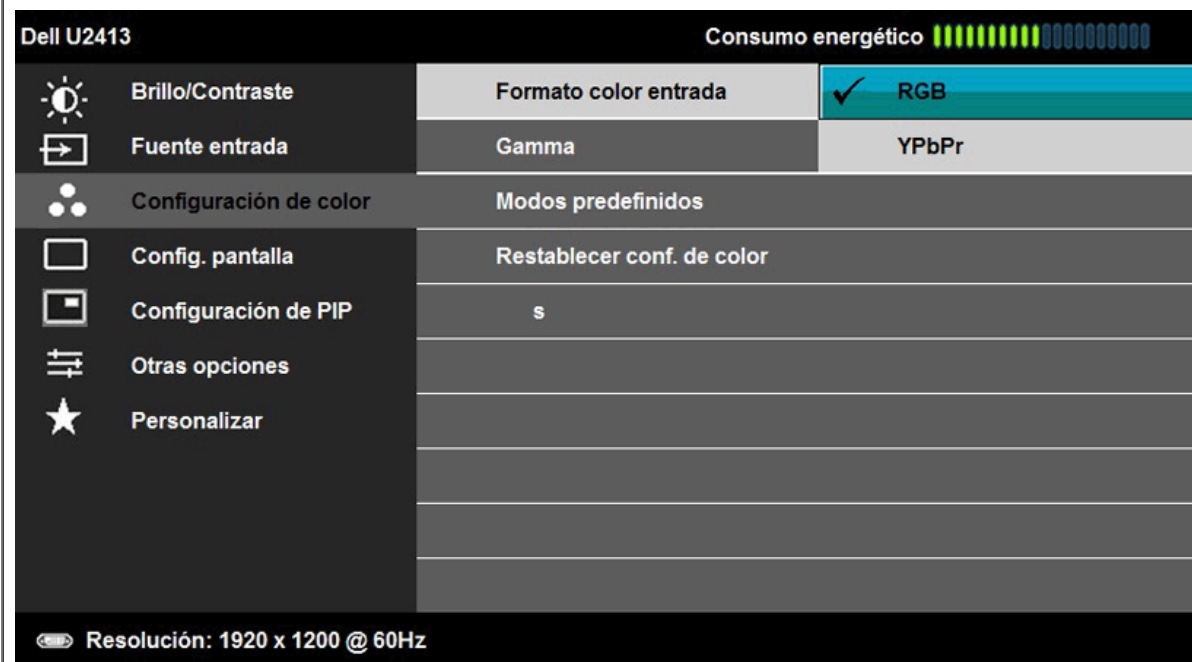 Dell U2413 Consumo energético
Brillo/Contraste Formato color entrada RGB
Fuente entrada Gamma YPbPr
Configuración de color Modos predefinidos
Config. pantalla Restablecer conf. de color
Configuración de PIP s
Otras opciones
Personalizar
Resolución: 1920 x 1200 @ 60Hz